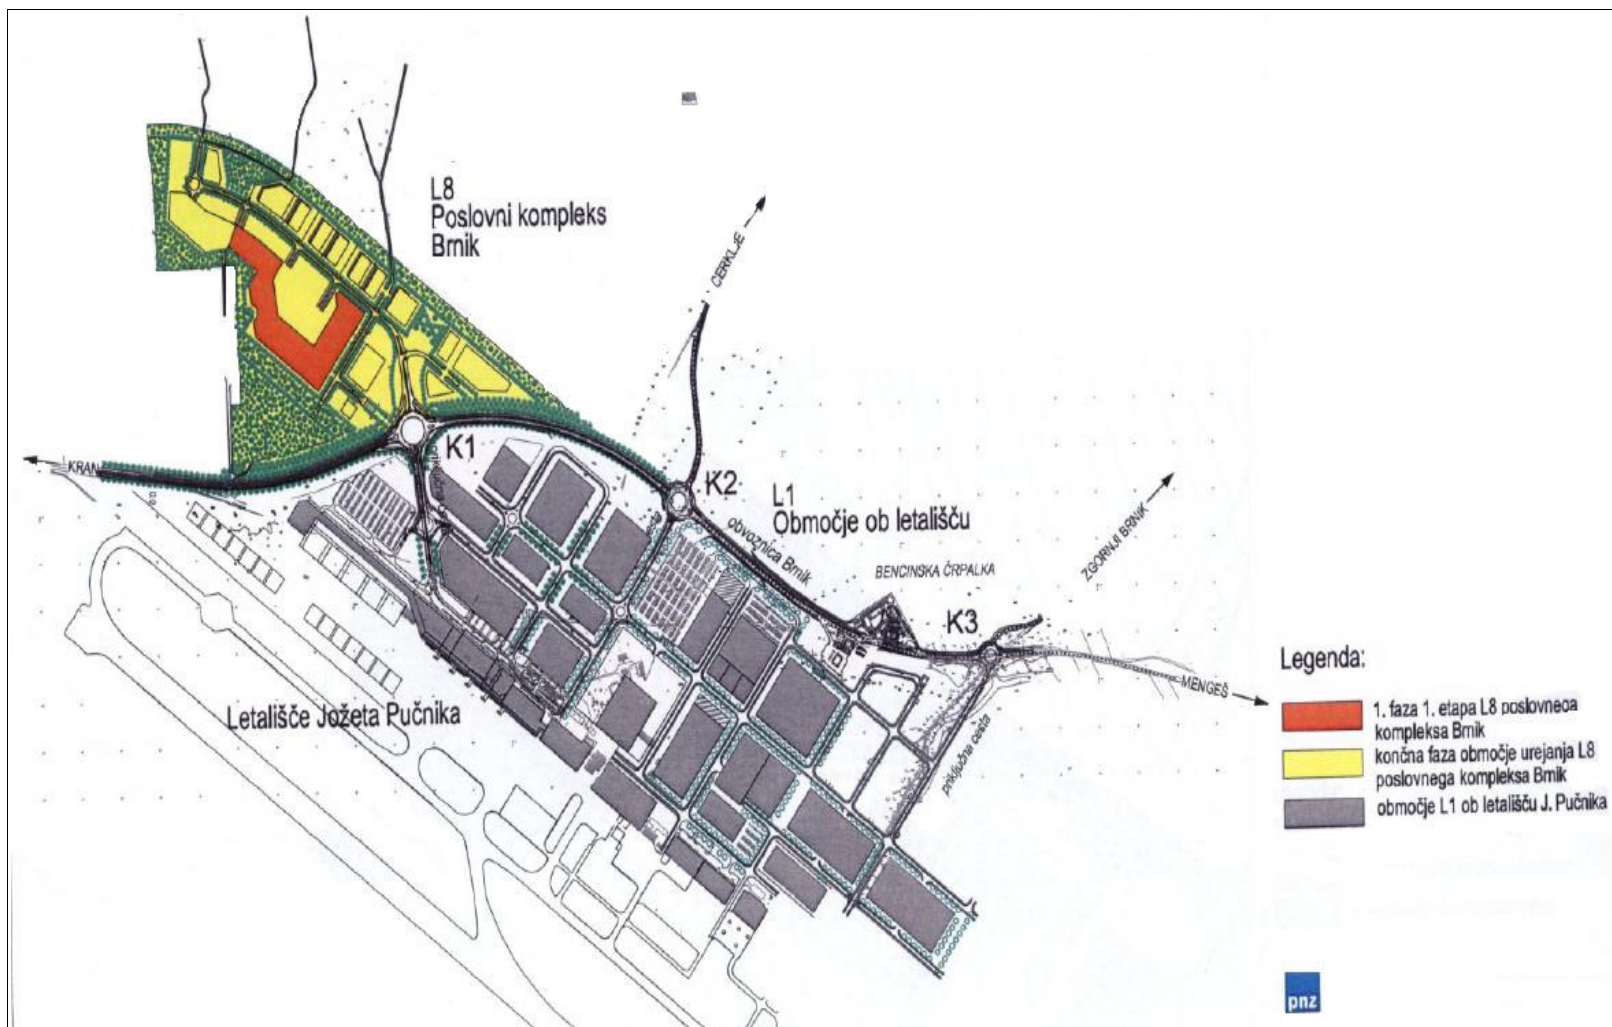 L8
Poslovni kompleks
Brnik
CERKLJE
KRAN
K1
K2
L1
Območje ob letališču
obvoznica Brnik
BENCINSKA ČRPALKA
ZGORNJI BRNIK
K3
MENGEŠ
priključna cesta
Letališče Jožeta Pučnika
Legenda:
1. faza 1. etapa L8 poslovnega
kompleksa Brnik
končna faza območje urejanja L8
poslovnega kompleksa Brnik
območje L1 ob letališču J. Pučnika
pnz